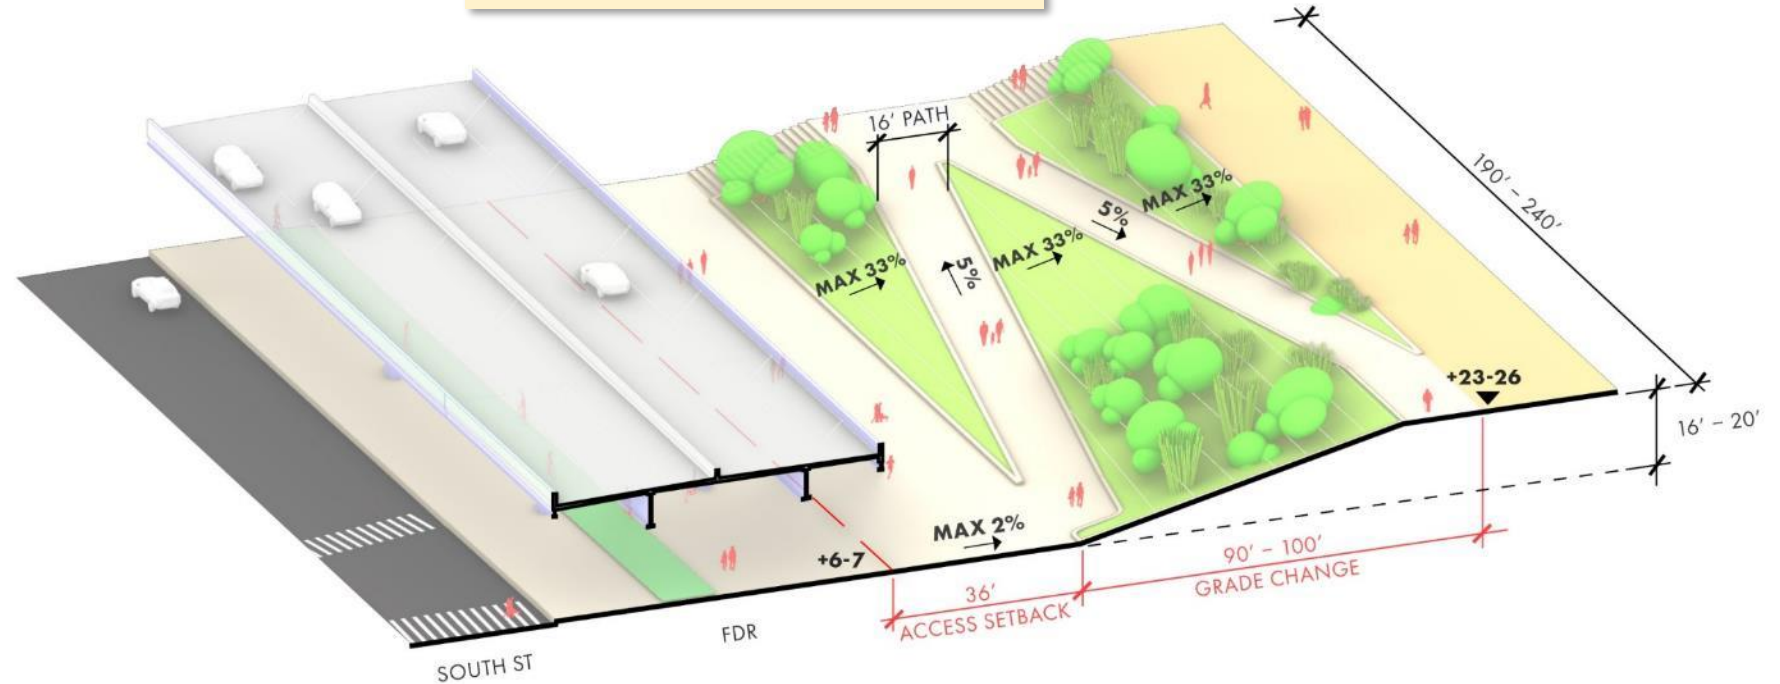 16' PATH
190' – 240'
MAX 33%
5%
MAX 33%
MAX 33%
5%
+23-26
16' – 20'
MAX 2%
+6-7
90' – 100'
GRADE CHANGE
36'
ACCESS SETBACK
FDR
SOUTH ST